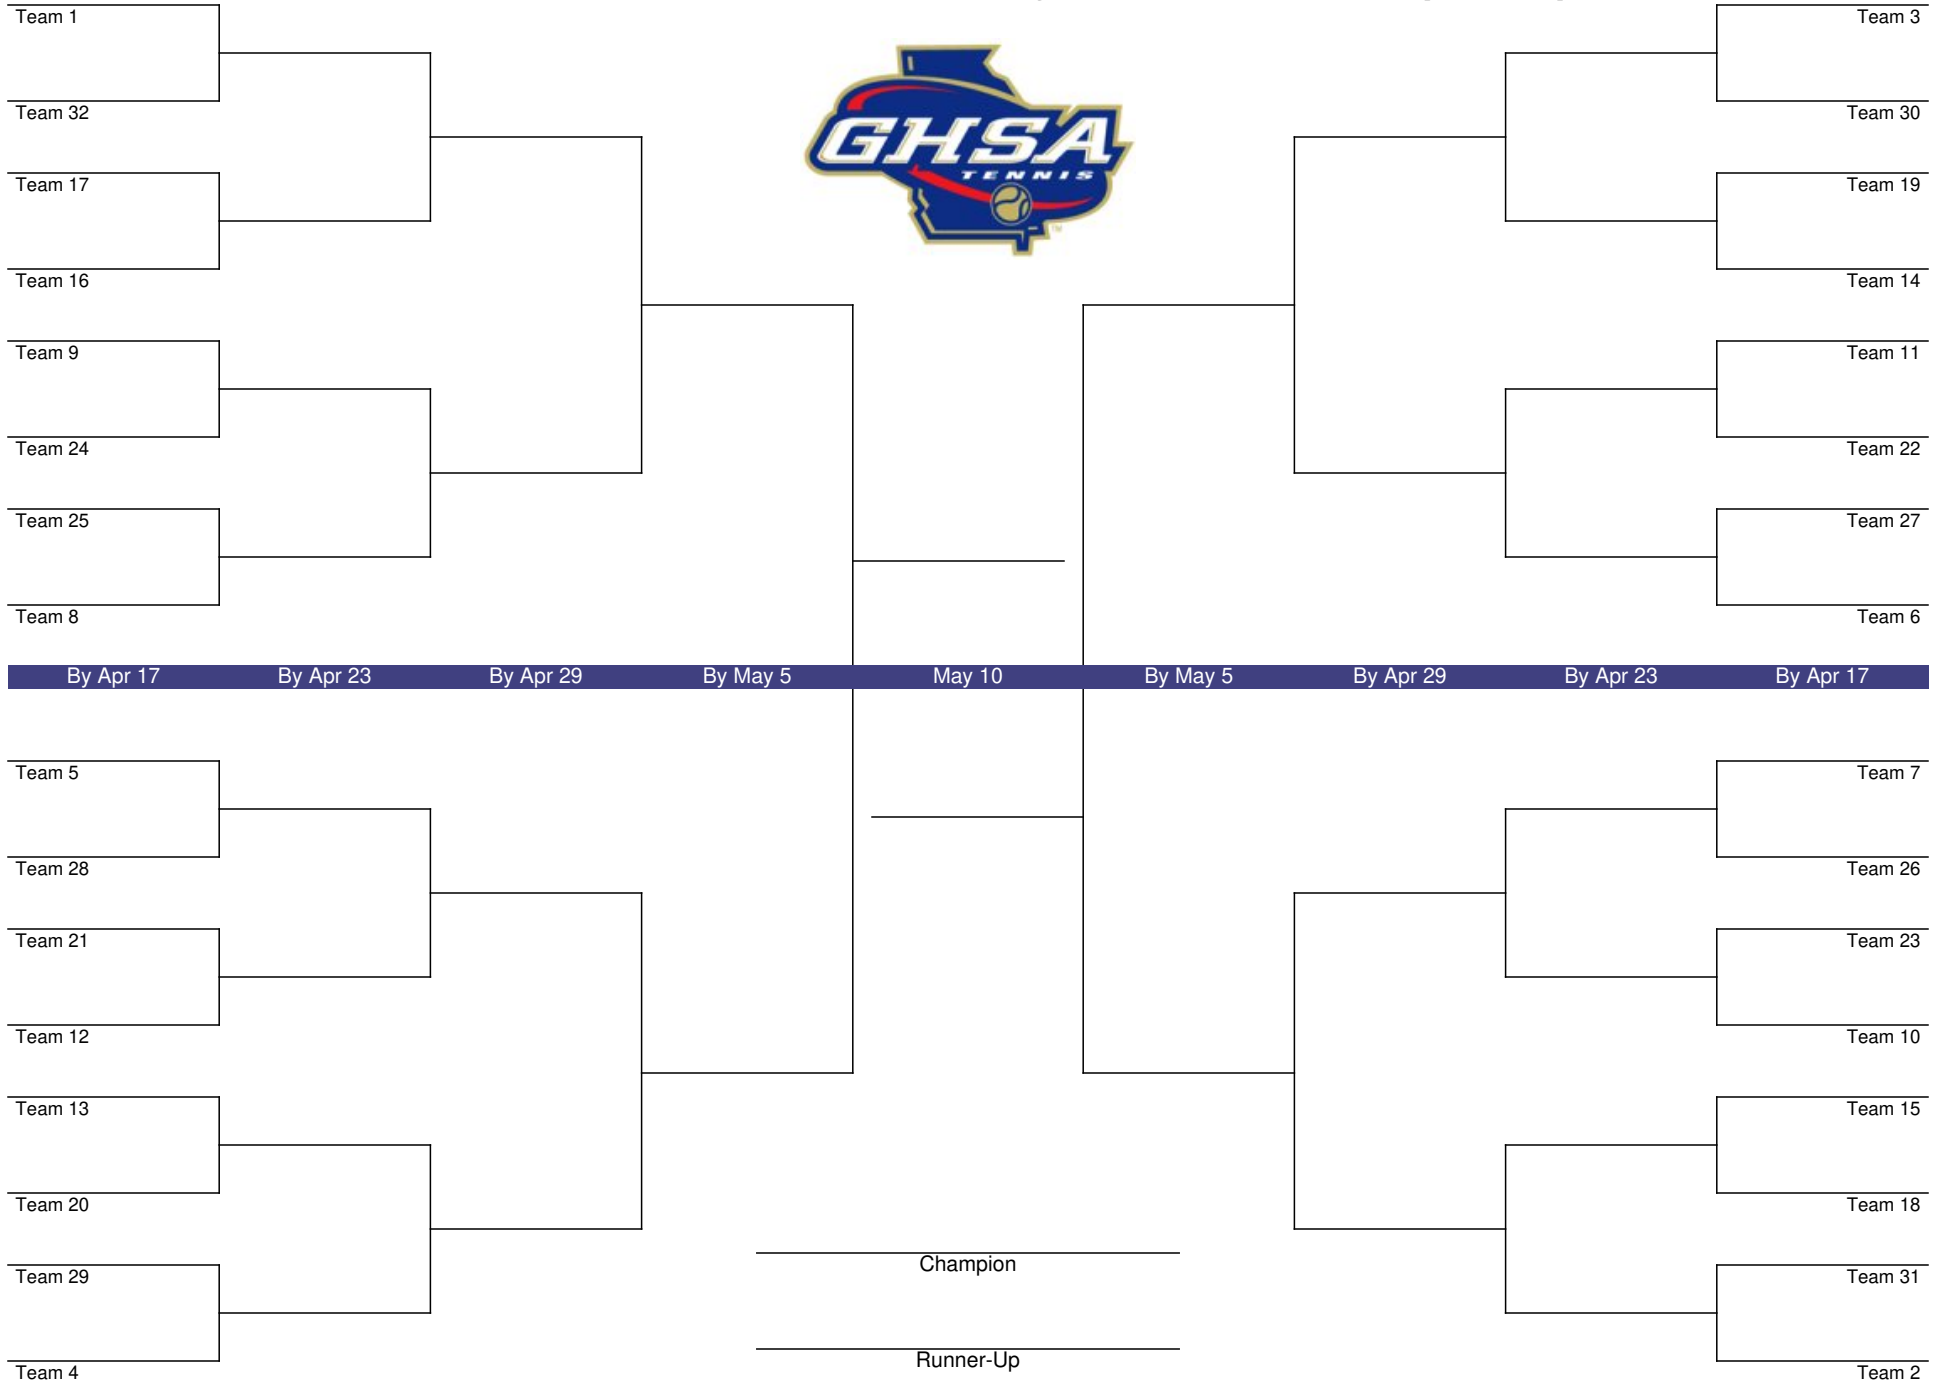 Team 1
Team 3
Team 32
Team 30
GHSA
TENNIS
Team 17
Team 19
TM
Team 16
Team 14
Team 9
Team 11
Team 24
Team 22
Team 25
Team 27
Team 8
Team 6
By Apr 17 By Apr 23 By Apr 29 By May 5 May 10 By May 5 By Apr 29 By Apr 23 By Apr 17
Team 5
Team 7
Team 28
Team 26
Team 21
Team 23
Team 12
Team 10
Team 13
Team 15
Team 20
Team 18
Champion
Team 29
Team 31
Runner-Up
Team 4
Team 2